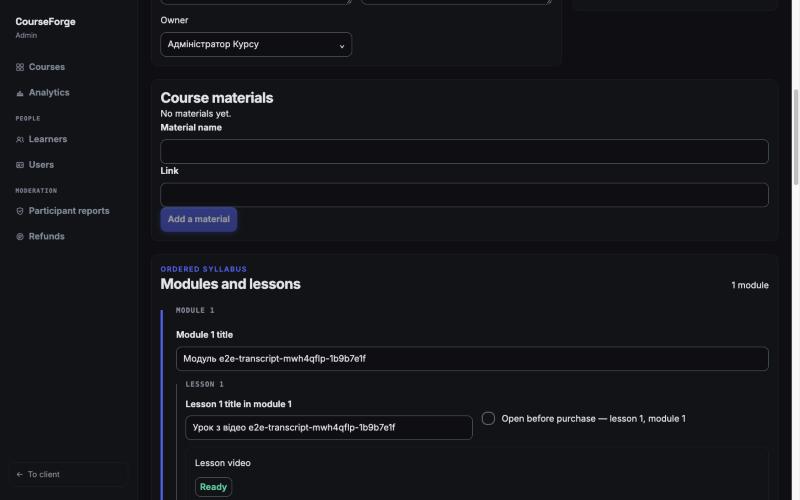 CourseForge
Admin
Courses
Analytics
PEOPLE
Learners
Users
MODERATION
Participant reports
Refunds
← To client
Owner
Адміністратор Курсу
Course materials
No materials yet.
Material name
Link
Add a material
ORDERED SYLLABUS
Modules and lessons
1 module
MODULE 1
Module 1 title
Модуль e2e-transcript-mwh4qflp-1b9b7e1f
LESSON 1
Lesson 1 title in module 1
Урок з відео e2e-transcript-mwh4qflp-1b9b7e1f
Open before purchase — lesson 1, module 1
Lesson video
Ready